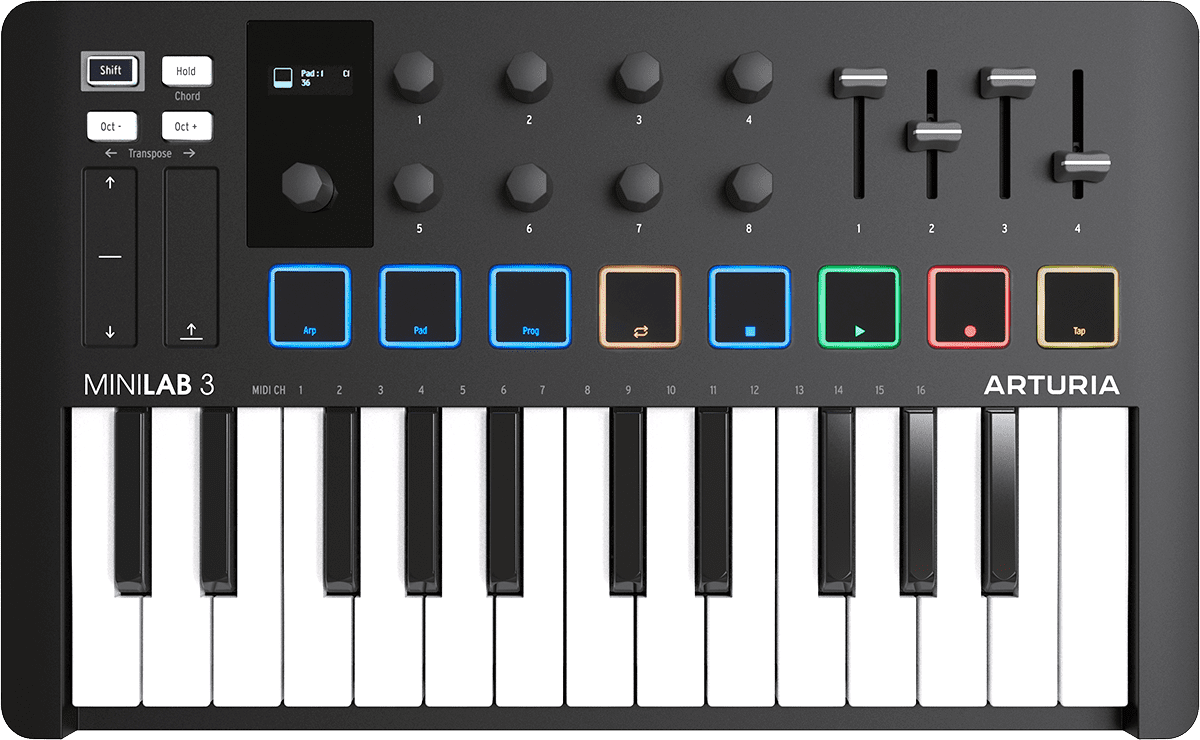 Shift
Hold
Chord
Oct -
Oct +
← Transpose →
Pad : 1 C1
36
1 2 3 4
5 6 7 8
1 2 3 4
Arp
Pad
Prog
Tap
MINILAB 3
MIDI CH 1 2 3 4 5 6 7 8 9 10 11 12 13 14 15 16
ARTURIA